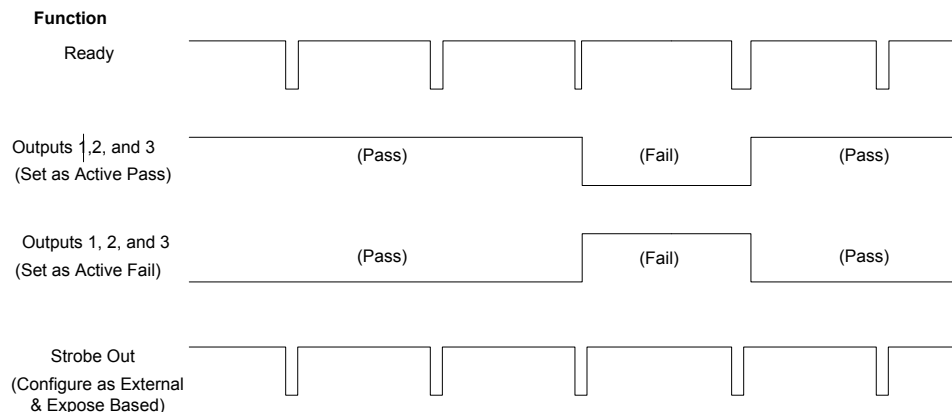 Function
Ready
Outputs 1,2, and 3
(Set as Active Pass)
(Pass)
(Fail)
(Pass)
Outputs 1, 2, and 3
(Set as Active Fail)
(Pass)
(Fail)
(Pass)
Strobe Out
(Configure as External
& Expose Based)